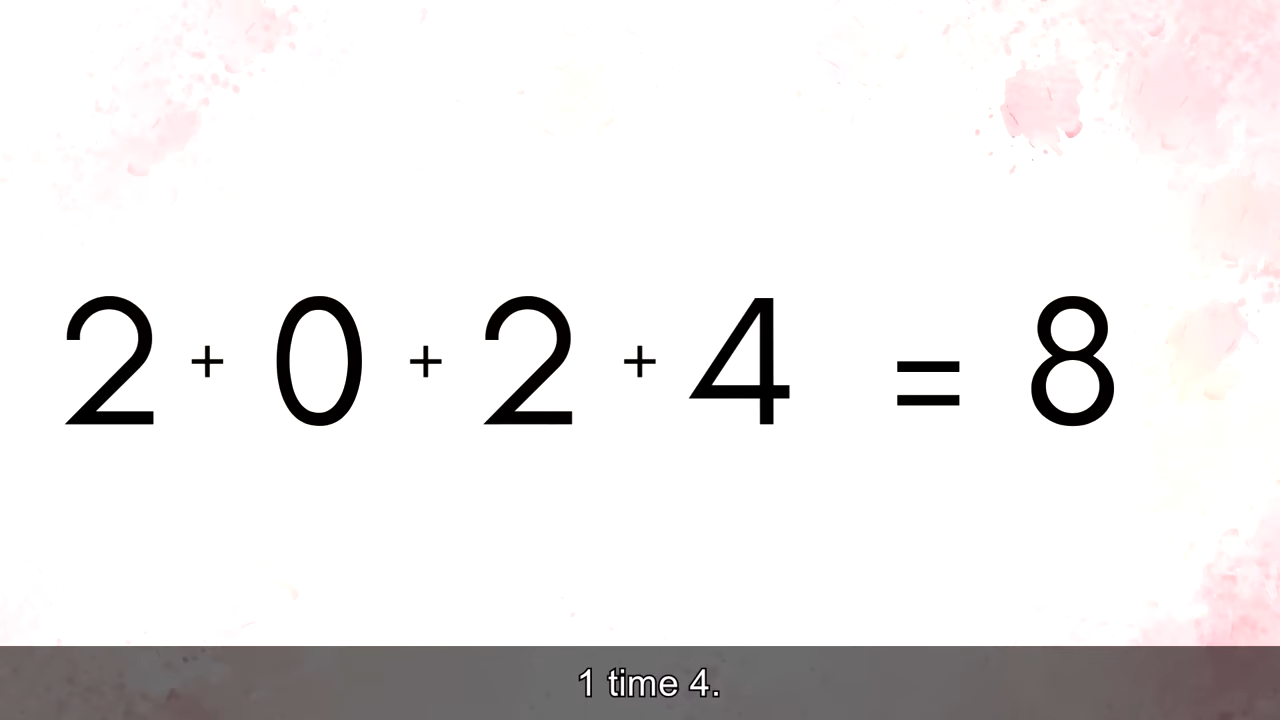 2 + 0 + 2 + 4 = 8
1 time 4.